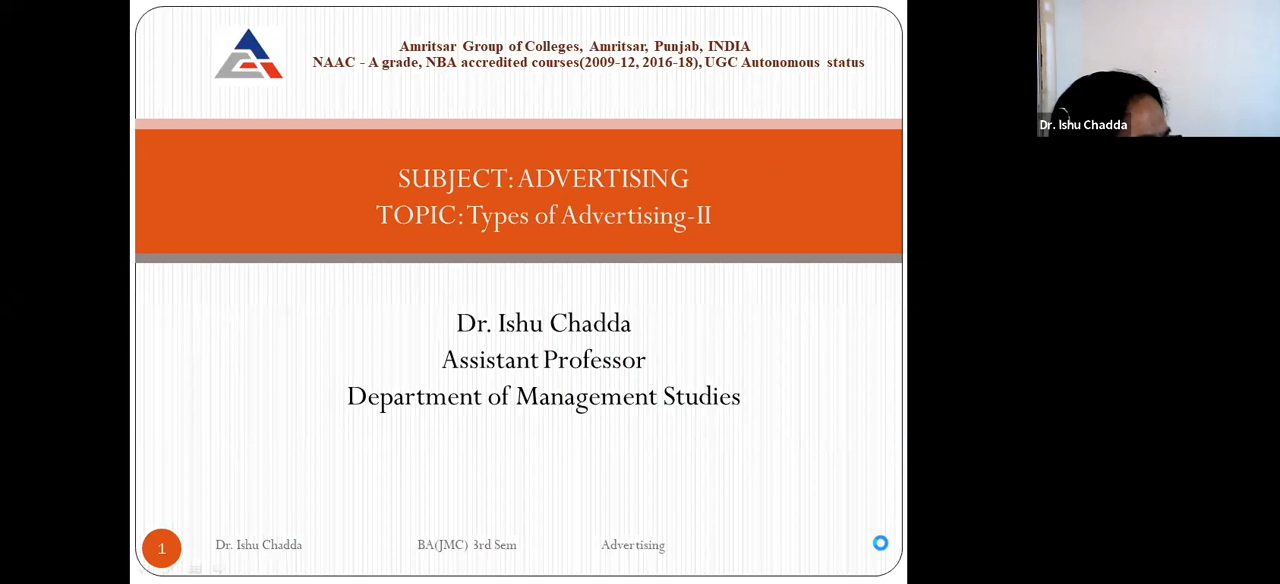 Amritsar Group of Colleges, Amritsar, Punjab, INDIA
NAAC - A grade, NBA accredited courses(2009-12, 2016-18), UGC Autonomous status
SUBJECT: ADVERTISING
TOPIC: Types of Advertising-II
Dr. Ishu Chadda
Assistant Professor
Department of Management Studies
1 Dr. Ishu Chadda BA(JMC) 3rd Sem Advertising
Dr. Ishu Chadda